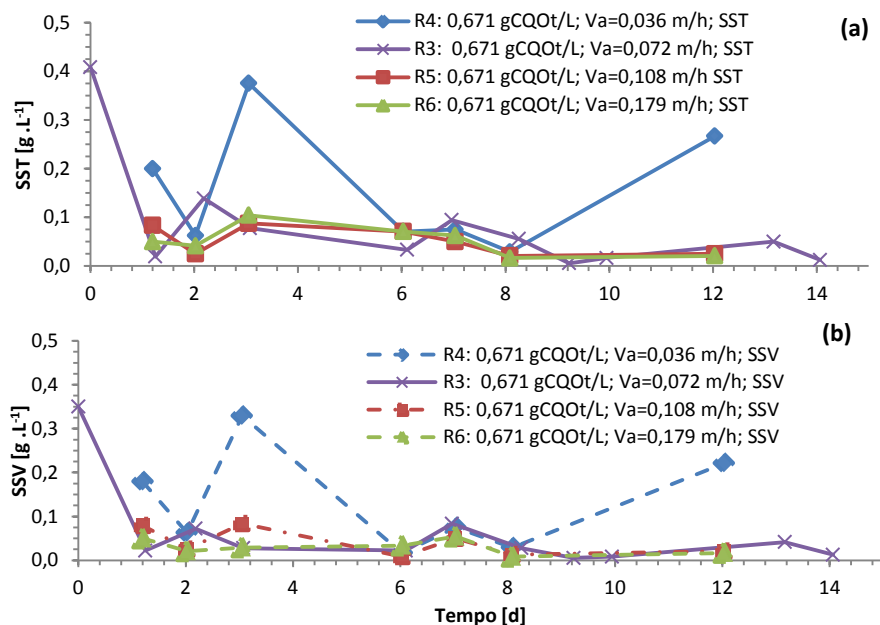 (a)
R4: 0,671 gCQOt/L; Va=0,036 m/h; SST
R3: 0,671 gCQOt/L; Va=0,072 m/h; SST
R5: 0,671 gCQOt/L; Va=0,108 m/h SST
R6: 0,671 gCQOt/L; Va=0,179 m/h; SST
SST [g .L-1]
0,5
0,4
0,3
0,2
0,1
0,0
0 2 4 6 8 10 12 14
(b)
R4: 0,671 gCQOt/L; Va=0,036 m/h; SSV
R3: 0,671 gCQOt/L; Va=0,072 m/h; SSV
R5: 0,671 gCQOt/L; Va=0,108 m/h; SSV
R6: 0,671 gCQOt/L; Va=0,179 m/h; SSV
SSV [g .L-1]
0,5
0,4
0,3
0,2
0,1
0,0
0 2 4 6 8 10 12 14
Tempo [d]